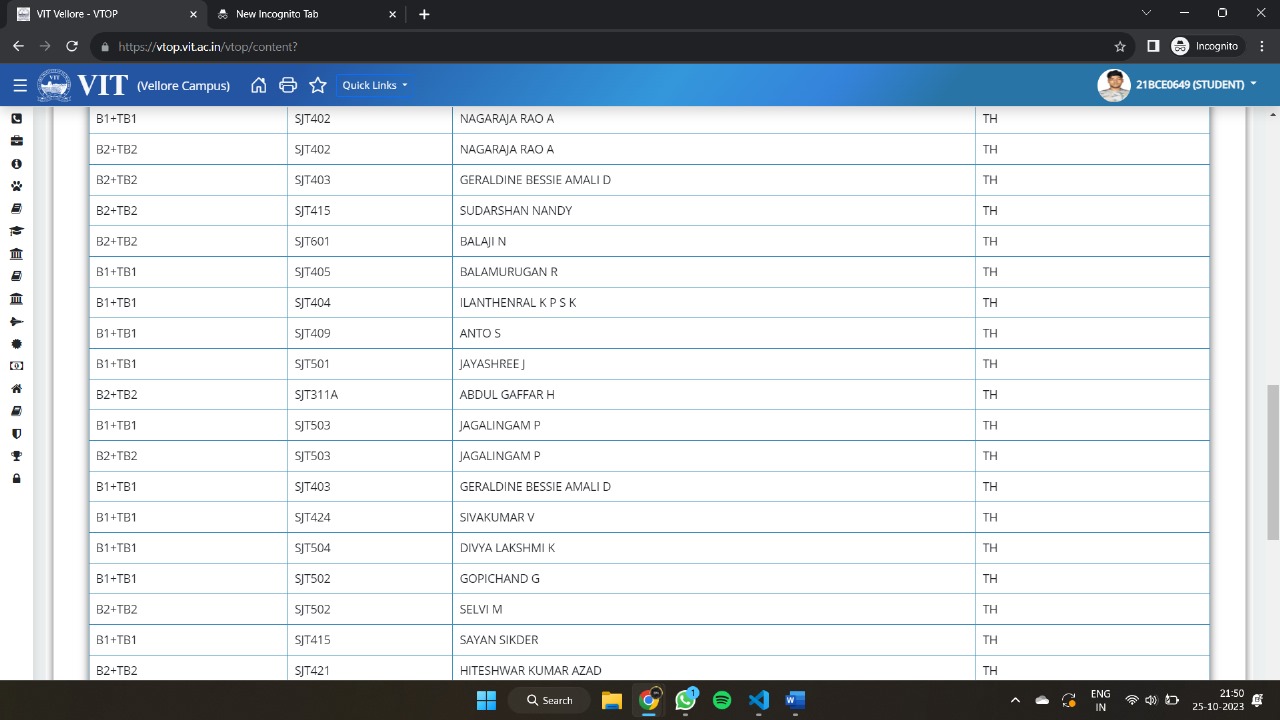 VIT Vellore - VTOP
New Incognito Tab
https://vtop.vit.ac.in/vtop/content?
Incognito
VIT (Vellore Campus) Quick Links 21BCE0649 (STUDENT)
B1+TB1 SJT402 NAGARAJA RAO A TH
B2+TB2 SJT402 NAGARAJA RAO A TH
B2+TB2 SJT403 GERALDINE BESSIE AMALI D TH
B2+TB2 SJT415 SUDARSHAN NANDY TH
B2+TB2 SJT601 BALAJI N TH
B1+TB1 SJT405 BALAMURUGAN R TH
B1+TB1 SJT404 ILANTHENRAL K P S K TH
B1+TB1 SJT409 ANTO S TH
B1+TB1 SJT501 JAYASHREE J TH
B2+TB2 SJT311A ABDUL GAFFAR H TH
B1+TB1 SJT503 JAGALINGAM P TH
B2+TB2 SJT503 JAGALINGAM P TH
B1+TB1 SJT403 GERALDINE BESSIE AMALI D TH
B1+TB1 SJT424 SIVAKUMAR V TH
B1+TB1 SJT504 DIVYA LAKSHMI K TH
B1+TB1 SJT502 GOPICHAND G TH
B2+TB2 SJT502 SELVI M TH
B1+TB1 SJT415 SAYAN SIKDER TH
B2+TB2 SJT421 HITESHWAR KUMAR AZAD TH
Search
1
ENG
IN
21:50
25-10-2023